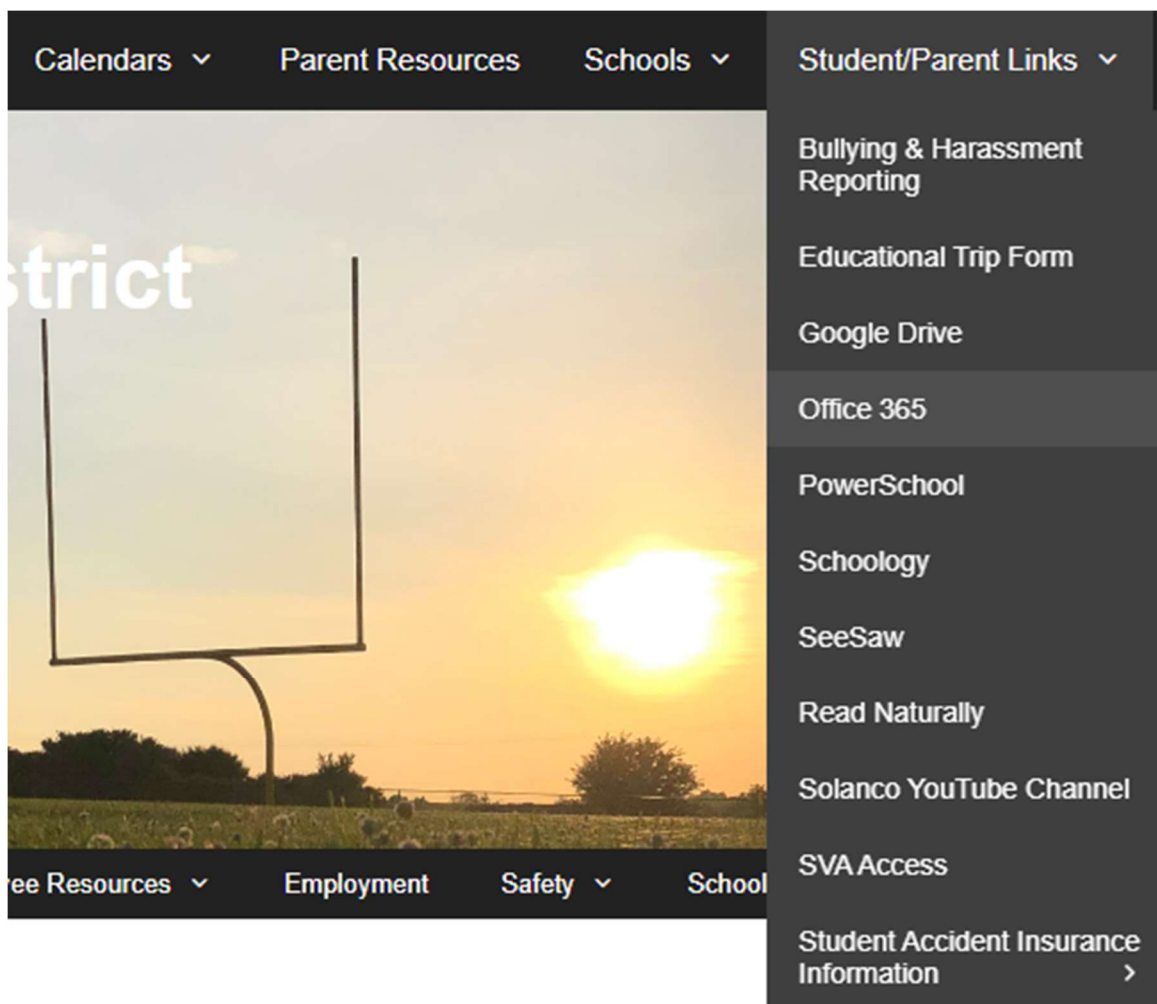 Calendars
Parent Resources
Schools
Student/Parent Links
Bullying & Harassment
Reporting
Educational Trip Form
Google Drive
Office 365
PowerSchool
Schoology
SeeSaw
Read Naturally
Solanco YouTube Channel
SVA Access
Student Accident Insurance
Information
strict
ee Resources
Employment
Safety
School